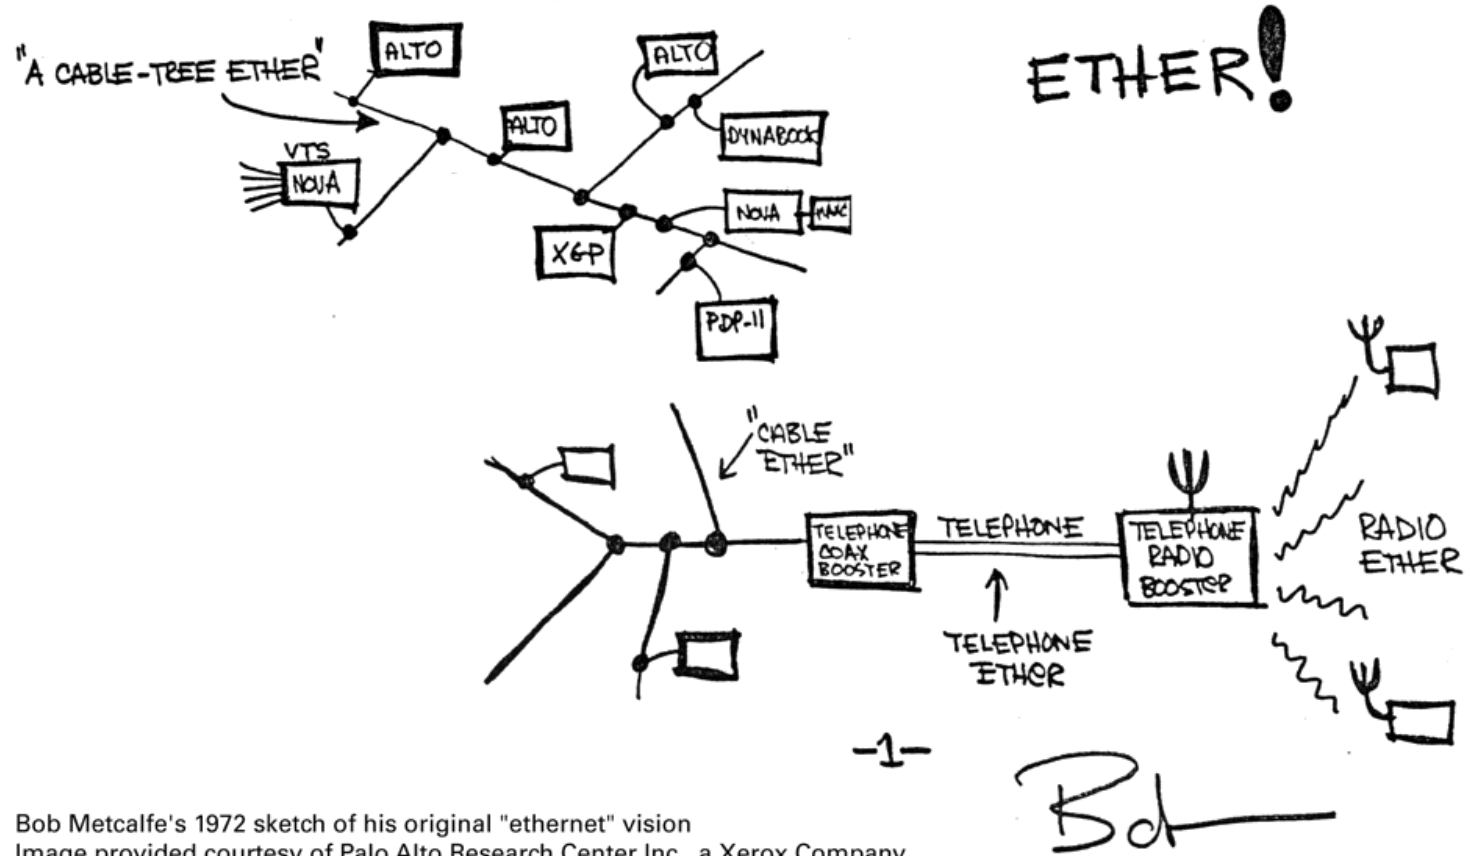 "A CABLE-TREE ETHER"
ALTO
ALTO
ETHER!
ALTO
DYNABOOK
VTS
NOVA
NOVA
XGP
PDP-11
"CABLE
ETHER"
TELEPHONE
COAX
BOOSTER
TELEPHONE
TELEPHONE
RADIO
BOOSTER
RADIO
ETHER
TELEPHONE
ETHER
-1-
Bob
Bob Metcalfe's 1972 sketch of his original "ethernet" vision
Image provided courtesy of Palo Alto Research Center Inc., a Xerox Company